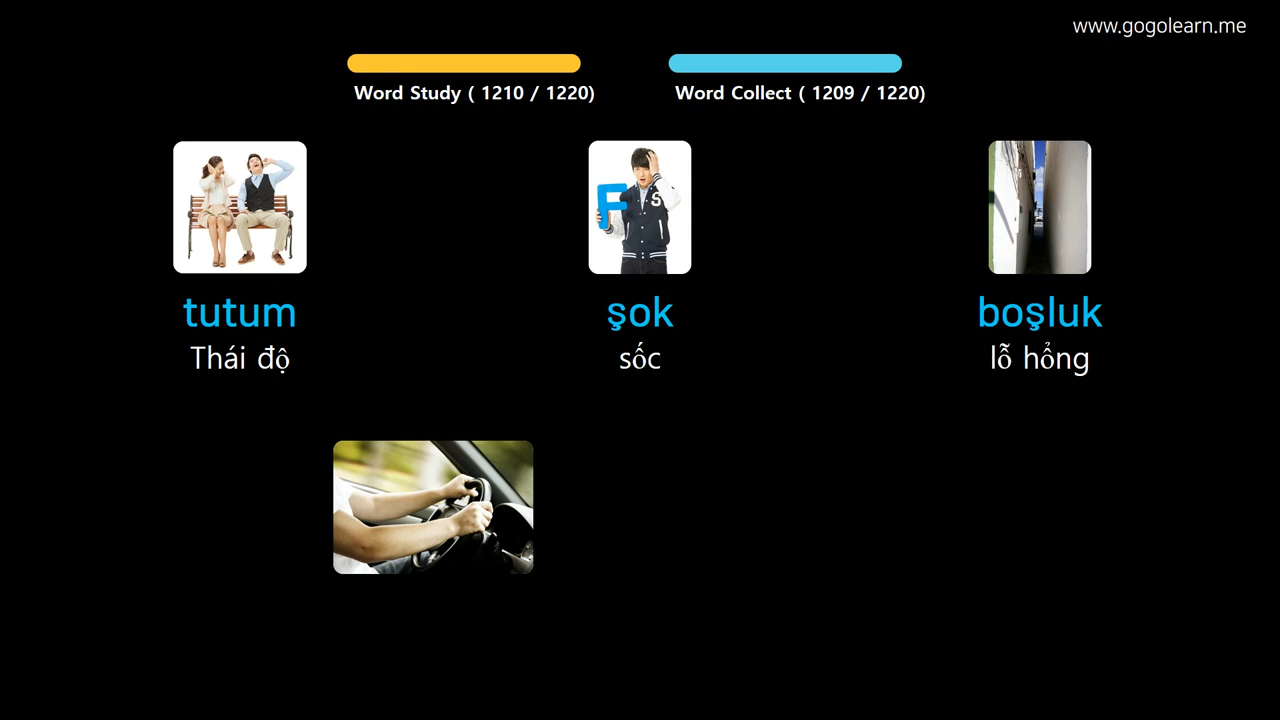 www.gogolearn.me
Word Study ( 1210 / 1220)
Word Collect ( 1209 / 1220)
F
S
tutum
şok
boşluk
Thái độ
sốc
lỗ hổng